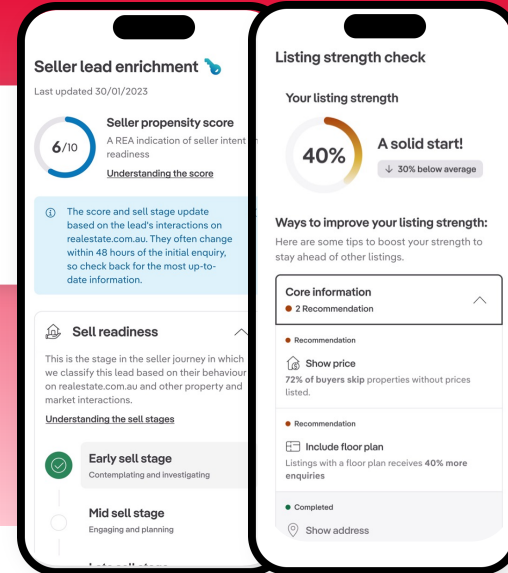 Seller lead enrichment
Last updated 30/01/2023
6/10
Seller propensity score
A REA indication of seller intent
readiness
Understanding the score
The score and sell stage update
based on the lead's interactions on
realestate.com.au. They often change
within 48 hours of the initial enquiry,
so check back for the most up-to-
date information.
Sell readiness
This is the stage in the seller journey in which
we classify this lead based on their behaviour
on realestate.com.au and other property and
market interactions.
Understanding the sell stages
Early sell stage
Contemplating and investigating
Mid sell stage
Engaging and planning
Listing strength check
Your listing strength
40%
A solid start!
↓ 30% below average
Ways to improve your listing strength:
Here are some tips to boost your strength to
stay ahead of other listings.
Core information
2 Recommendation
Recommendation
Show price
72% of buyers skip properties without prices
listed.
Recommendation
Include floor plan
Listings with a floor plan receives 40% more
enquiries
Completed
Show address